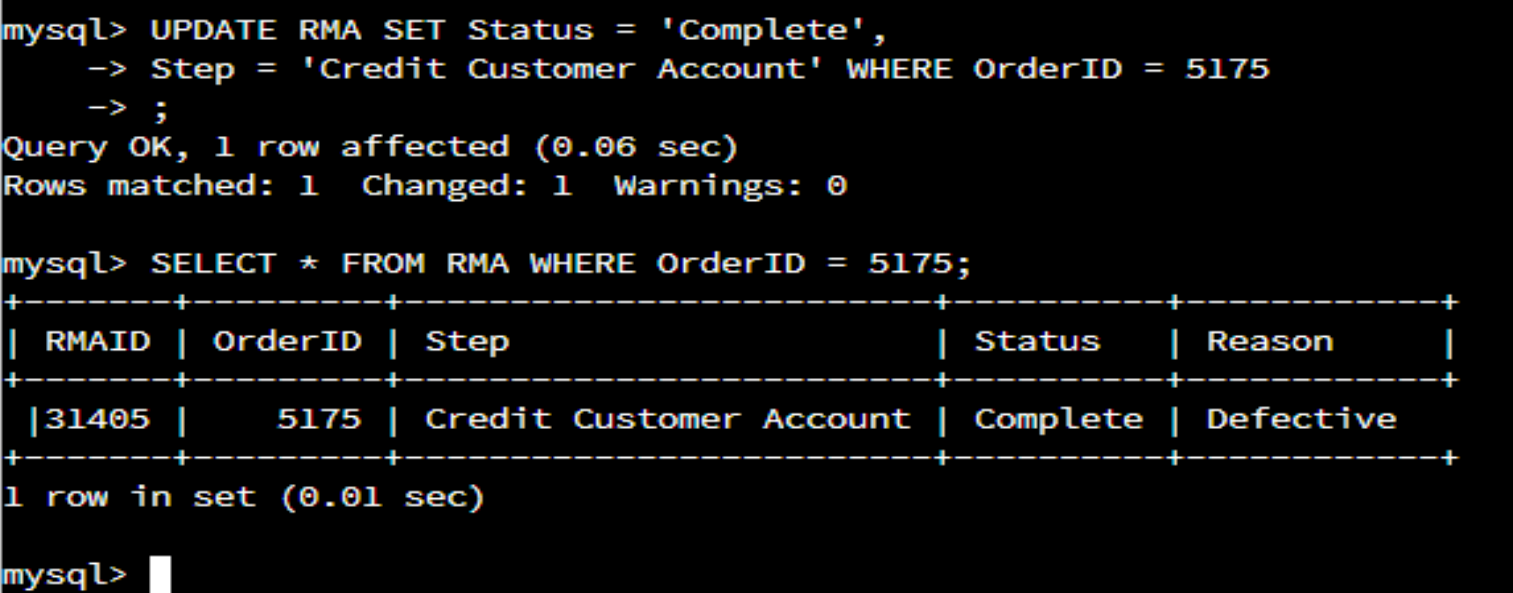 mysql> UPDATE RMA SET Status = 'Complete',
    -> Step = 'Credit Customer Account' WHERE OrderID = 5175
    -> ;
Query OK, 1 row affected (0.06 sec)
Rows matched: 1  Changed: 1  Warnings: 0
mysql> SELECT * FROM RMA WHERE OrderID = 5175;
+-------+---------+-------------------------+----------+------------+
| RMAID | OrderID | Step                    | Status   | Reason     |
+-------+---------+-------------------------+----------+------------+
 |31405 |    5175 | Credit Customer Account | Complete | Defective
+-------+---------+-------------------------+----------+------------+
1 row in set (0.01 sec)
mysql>